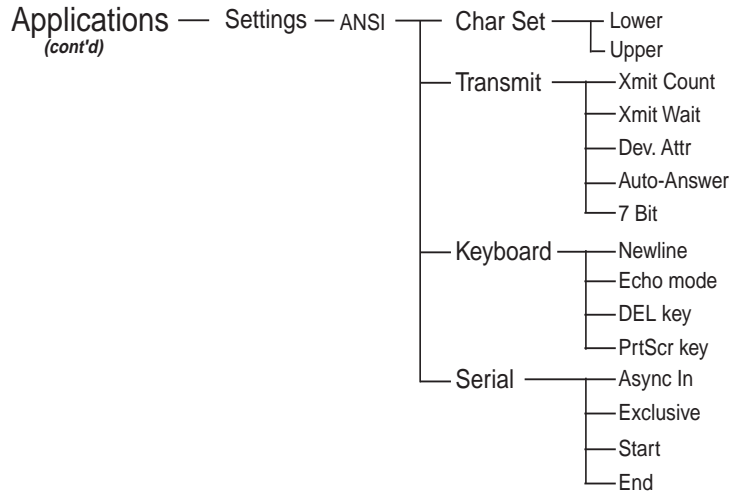 Applications Settings ANSI Char Set Lower
(cont'd)
Upper
Transmit Xmit Count
Xmit Wait
Dev. Attr
Auto-Answer
7 Bit
Keyboard Newline
Echo mode
DEL key
PrtScr key
Serial Async In
Exclusive
Start
End